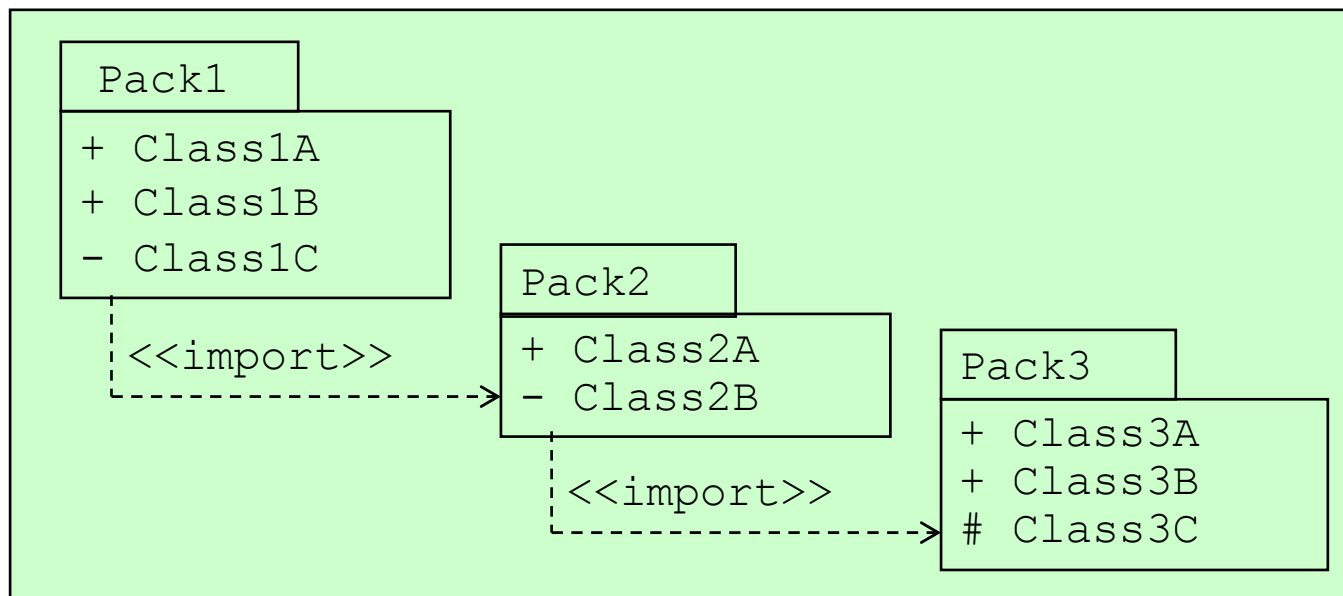 Pack1
+ Class1A
+ Class1B
- Class1C
<<import>>
Pack2
+ Class2A
- Class2B
<<import>>
Pack3
+ Class3A
+ Class3B
# Class3C